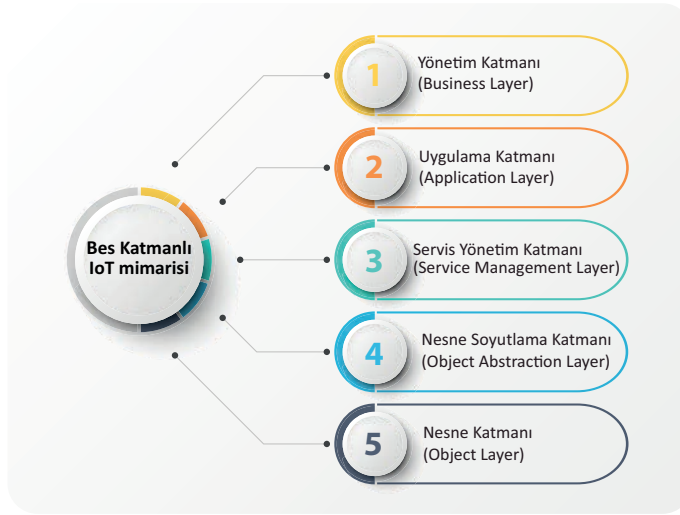 Bes Katmanlı
IoT mimarisi
1
Yönetim Katmanı
(Business Layer)
2
Uygulama Katmanı
(Application Layer)
3
Servis Yönetim Katmanı
(Service Management Layer)
4
Nesne Soyutlama Katmanı
(Object Abstraction Layer)
5
Nesne Katmanı
(Object Layer)